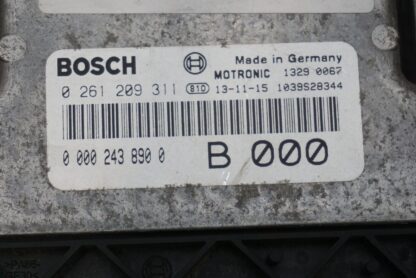 BOSCH Made in Germany
MOTRONIC 1329 0067
0 261 209 311 810 13-11-15 1039S28344
0 000 243 890 0 B 000